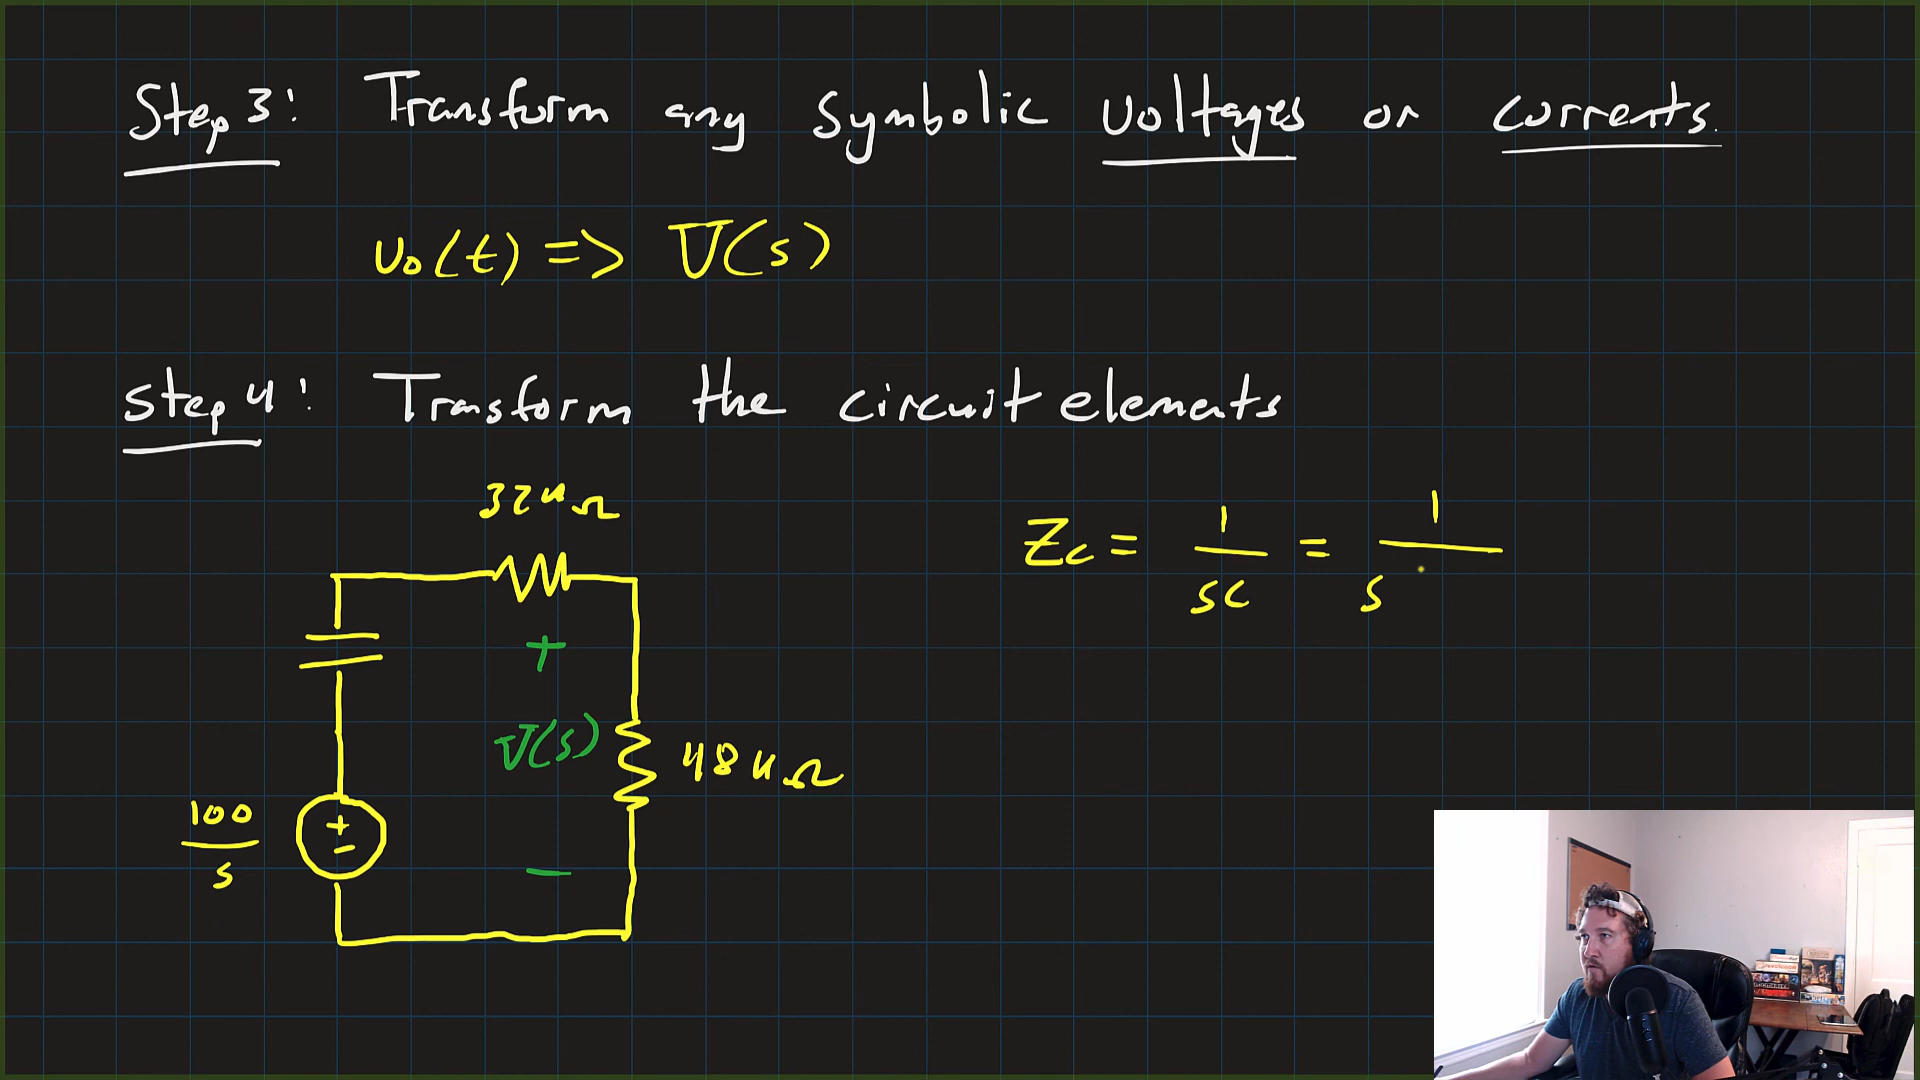 Step 3: Transform any symbolic voltages or currents.
vo(t) => V(s)
Step 4: Transform the circuit elements
32kΩ
Zc = 1/sC = 1/s
+
V(s)
48kΩ
100/s
+
-
-